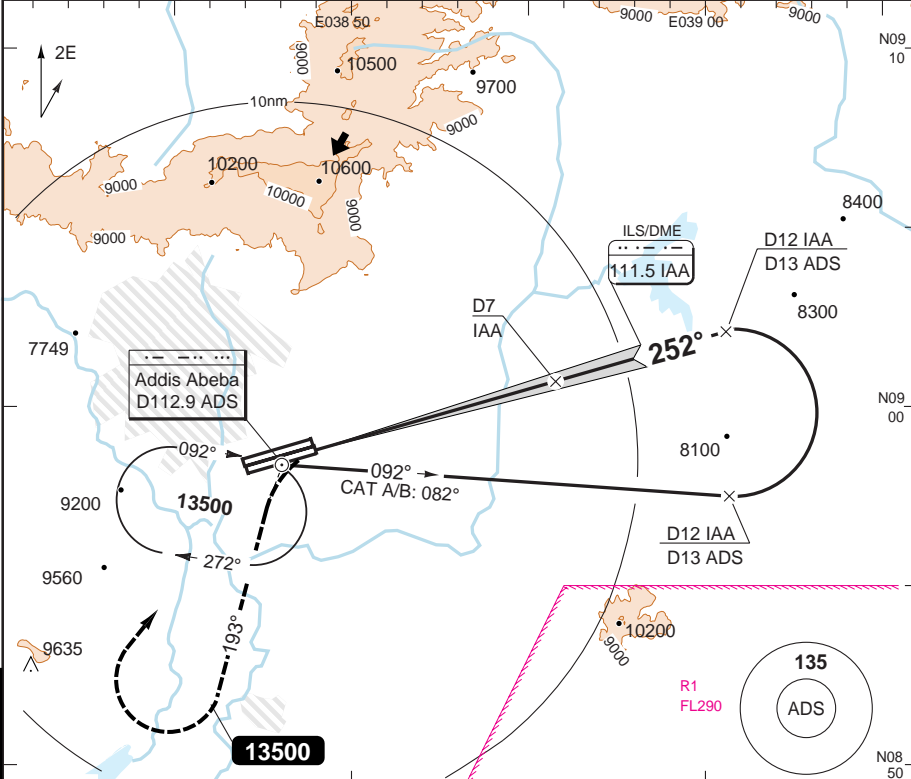 E038 50
9000
E039 00
9000
N09
10
2E
9000
10500
9700
10nm
9000
10200
10600
9000
10000
9000
9000
8400
ILS/DME
111.5 IAA
D12 IAA
D13 ADS
8300
D7
IAA
252°
7749
Addis Abeba
D112.9 ADS
N09
00
8100
092°
092°
CAT A/B: 082°
9200
13500
D12 IAA
D13 ADS
272°
9560
193°
10200
9000
9635
135
ADS
R1
FL290
13500
N08
50